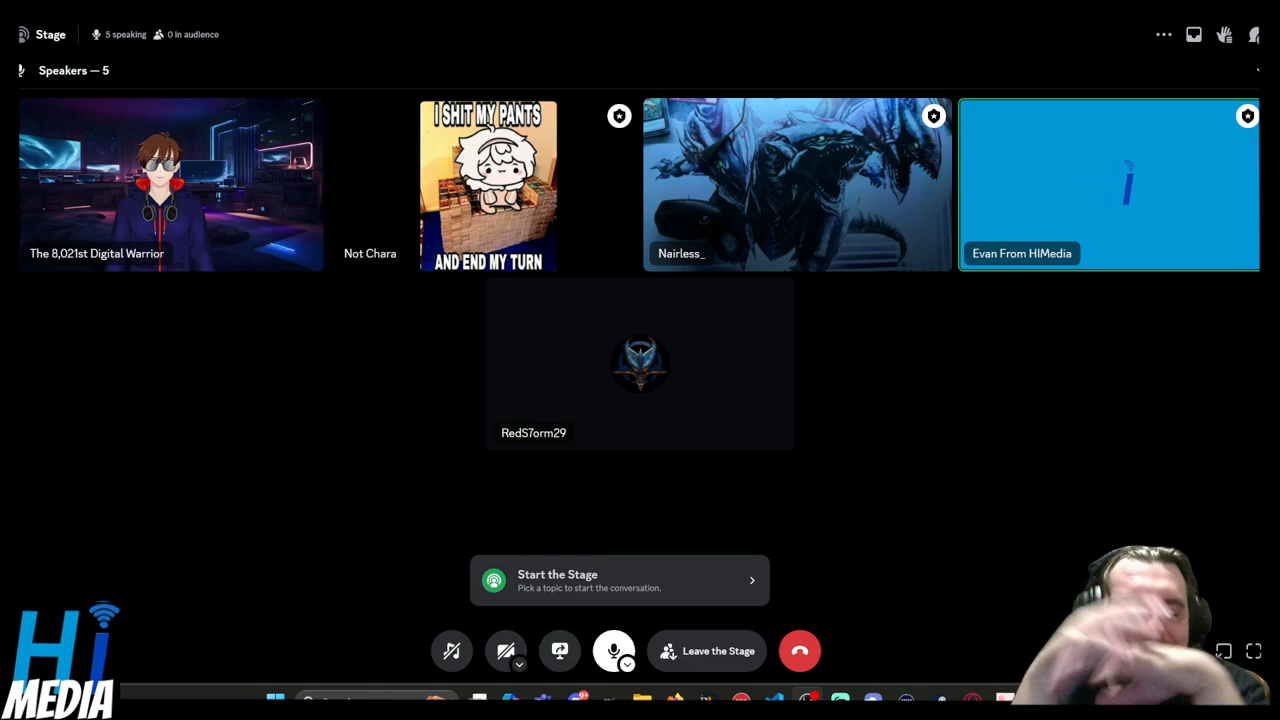 Stage
5 speaking
0 in audience
Speakers — 5
I SHIT MY PANTS
AND END MY TURN
The 8,021st Digital Warrior
Not Chara
Nairless_
Evan From HIMedia
RedS7orm29
Start the Stage
Pick a topic to start the conversation.
Leave the Stage
Hi
MEDIA
9+